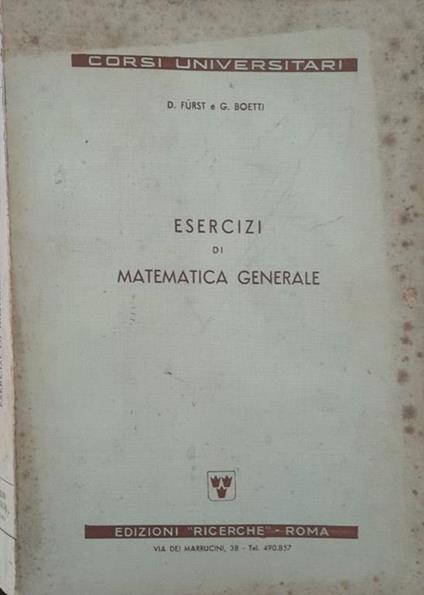 CORSI UNIVERSITARI
D. FÜRST e G. BOETTI
ESERCIZI
DI
MATEMATICA GENERALE
EDIZIONI "RICERCHE" - ROMA
VIA DEI MARRUCINI, 38 - Tel. 490.857